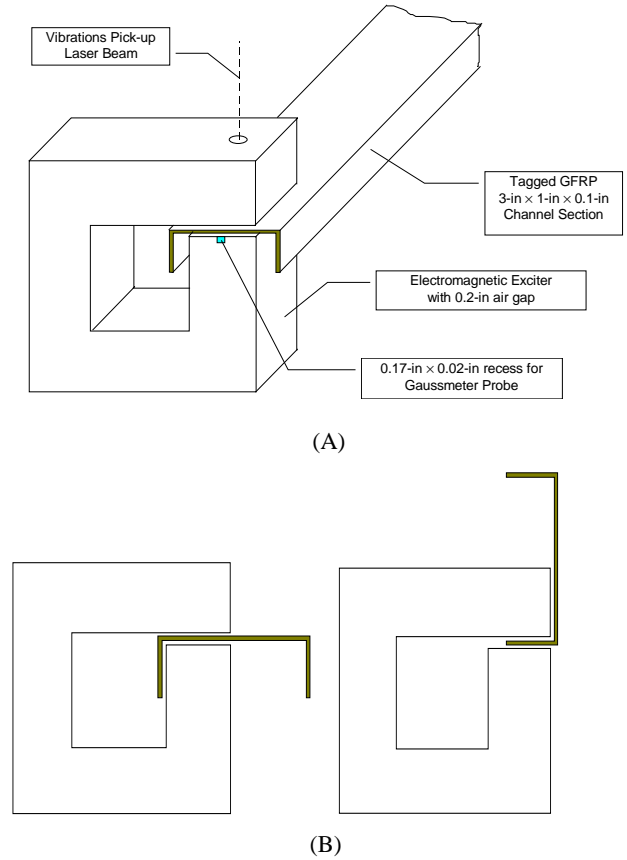 Vibrations Pick-up
Laser Beam
Tagged GFRP
3-in × 1-in × 0.1-in
Channel Section
Electromagnetic Exciter
with 0.2-in air gap
0.17-in × 0.02-in recess for
Gaussmeter Probe
(A)
(B)